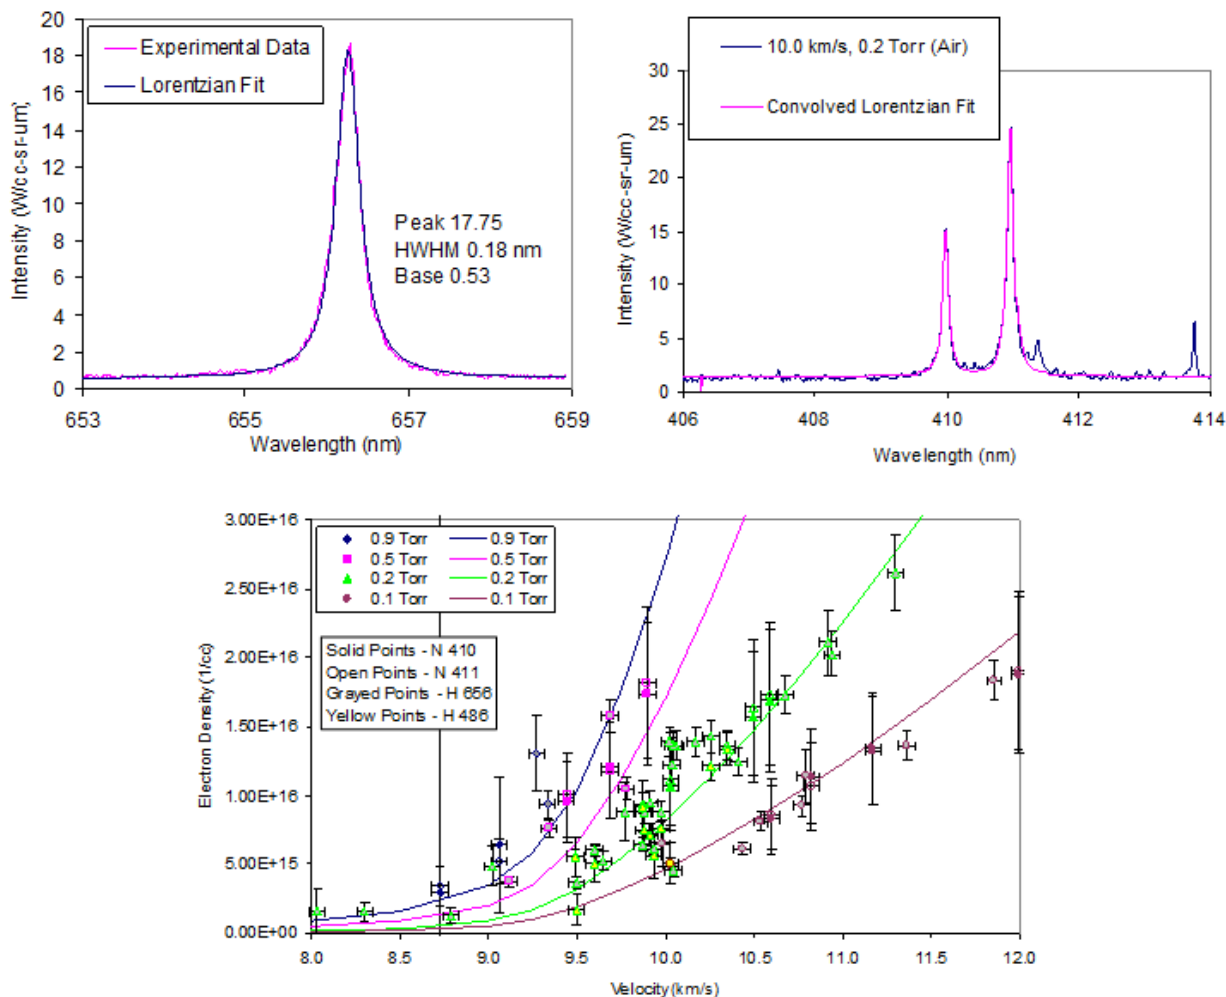 20
18
16
14
12
10
8
6
4
2
0
Intensity (W/cc-sr-um)
Experimental Data
Lorentzian Fit
Peak 17.75
HWHM 0.18 nm
Base 0.53
653
655
657
659
Wavelength (nm)
10.0 km/s, 0.2 Torr (Air)
Convolved Lorentzian Fit
30
25
20
15
10
5
0
Intensity (W/cc-sr-um)
406
408
410
412
414
Wavelength (nm)
3.00E+16
2.50E+16
2.00E+16
1.50E+16
1.00E+16
5.00E+15
0.00E+00
Electron Density (1/cc)
0.9 Torr 0.9 Torr
0.5 Torr 0.5 Torr
0.2 Torr 0.2 Torr
0.1 Torr 0.1 Torr
Solid Points - N 410
Open Points - N 411
Grayed Points - H 656
Yellow Points - H 486
8.0
8.5
9.0
9.5
10.0
10.5
11.0
11.5
12.0
Velocity (km/s)